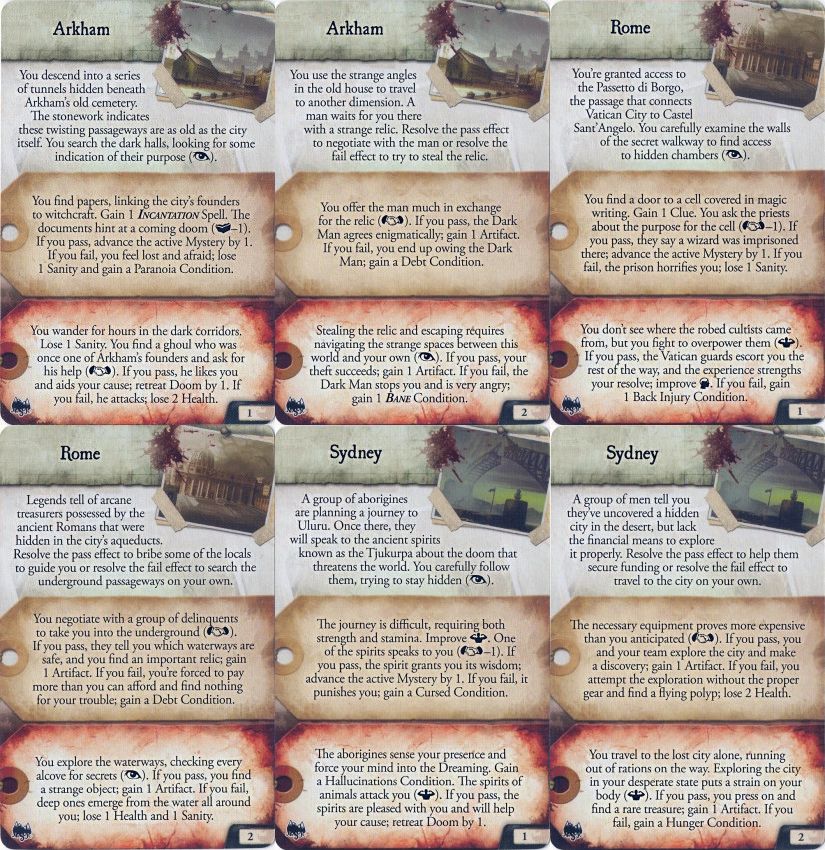 Arkham
You descend into a series
of tunnels hidden beneath
Arkham's old cemetery.
The stonework indicates
these twisting passageways are as old as the city
itself. You search the dark halls, looking for some
indication of their purpose ( ).
You find papers, linking the city's founders
to witchcraft. Gain 1 INCANTATION Spell. The
documents hint at a coming doom ( –1).
If you pass, advance the active Mystery by 1.
If you fail, you feel lost and afraid; lose
1 Sanity and gain a Paranoia Condition.
You wander for hours in the dark corridors.
Lose 1 Sanity. You find a ghoul who was
once one of Arkham's founders and ask for
his help ( ). If you pass, he likes you
and aids your cause; retreat Doom by 1. If
you fail, he attacks; lose 2 Health.
1
Arkham
You use the strange angles
in the old house to travel
to another dimension. A
man waits for you there
with a strange relic. Resolve the pass effect
to negotiate with the man or resolve the
fail effect to try to steal the relic.
You offer the man much in exchange
for the relic ( ). If you pass, the Dark
Man agrees enigmatically; gain 1 Artifact.
If you fail, you end up owing the Dark
Man; gain a Debt Condition.
Stealing the relic and escaping requires
navigating the strange spaces between this
world and your own ( ). If you pass, your
theft succeeds; gain 1 Artifact. If you fail, the
Dark Man stops you and is very angry;
gain 1 BANE Condition.
2
Rome
You're granted access to
the Passetto di Borgo,
the passage that connects
Vatican City to Castel
Sant'Angelo. You carefully examine the walls
of the secret walkway to find access
to hidden chambers ( ).
You find a door to a cell covered in magic
writing. Gain 1 Clue. You ask the priests
about the purpose for the cell ( –1). If
you pass, they say a wizard was imprisoned
there; advance the active Mystery by 1. If you
fail, the prison horrifies you; lose 1 Sanity.
You don't see where the robed cultists came
from, but you fight to overpower them ( ).
If you pass, the Vatican guards escort you the
rest of the way, and the experience strengthens
your resolve; improve . If you fail, gain
1 Back Injury Condition.
1
Rome
Legends tell of arcane
treasurers possessed by the
ancient Romans that were
hidden in the city's aqueducts.
Resolve the pass effect to bribe some of the locals
to guide you or resolve the fail effect to search the
underground passageways on your own.
You negotiate with a group of delinquents
to take you into the underground ( ).
If you pass, they tell you which waterways are
safe, and you find an important relic; gain
1 Artifact. If you fail, you're forced to pay
more than you can afford and find nothing
for your trouble; gain a Debt Condition.
You explore the waterways, checking every
alcove for secrets ( ). If you pass, you find
a strange object; gain 1 Artifact. If you fail,
deep ones emerge from the water all around
you; lose 1 Health and 1 Sanity.
2
Sydney
A group of aborigines
are planning a journey to
Uluru. Once there, they
will speak to the ancient spirits
known as the Tjukurpa about the doom that
threatens the world. You carefully follow
them, trying to stay hidden ( ).
The journey is difficult, requiring both
strength and stamina. Improve . One
of the spirits speaks to you ( –1). If
you pass, the spirit grants you its wisdom;
advance the active Mystery by 1. If you fail, it
punishes you; gain a Cursed Condition.
The aborigines sense your presence and
force your mind into the Dreaming. Gain
a Hallucinations Condition. The spirits of
animals attack you ( ). If you pass, the
spirits are pleased with you and will help
your cause; retreat Doom by 1.
1
Sydney
A group of men tell you
they've uncovered a hidden
city in the desert, but lack
the financial means to explore
it properly. Resolve the pass effect to help them
secure funding or resolve the fail effect to
travel to the city on your own.
The necessary equipment proves more expensive
than you anticipated ( ). If you pass, you
and your team explore the city and make
a discovery; gain 1 Artifact. If you fail, you
attempt the exploration without the proper
gear and find a flying polyp; lose 2 Health.
You travel to the lost city alone, running
out of rations on the way. Exploring the city
in your desperate state puts a strain on your
body ( ). If you pass, you press on and
find a rare treasure; gain 1 Artifact. If you
fail, gain a Hunger Condition.
2